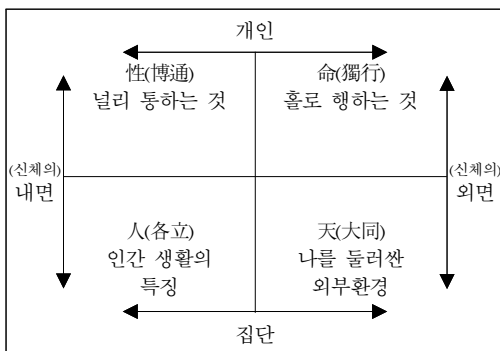 개인
性(博通)
널리 통하는 것
命(獨行)
홀로 행하는 것
(신체의)
내면
(신체의)
외면
人(各立)
인간 생활의
특징
天(大同)
나를 둘러싼
외부환경
집단